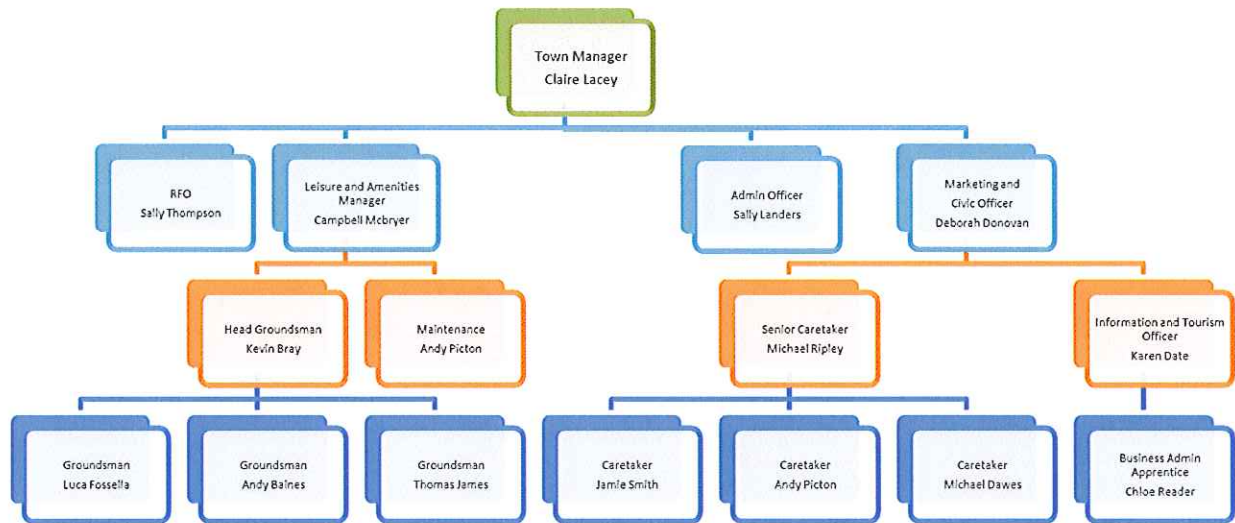 Town Manager
Claire Lacey
RFO
Sally Thompson
Leisure and Amenities
Manager
Campbell Mcbryer
Admin Officer
Sally Landers
Marketing and
Civic Officer
Deborah Donovan
Head Groundsman
Kevin Bray
Maintenance
Andy Picton
Senior Caretaker
Michael Ripley
Information and Tourism
Officer
Karen Date
Groundsman
Luca Fossella
Groundsman
Andy Baines
Groundsman
Thomas James
Caretaker
Jamie Smith
Caretaker
Andy Picton
Caretaker
Michael Dawes
Business Admin
Apprentice
Chloe Reader